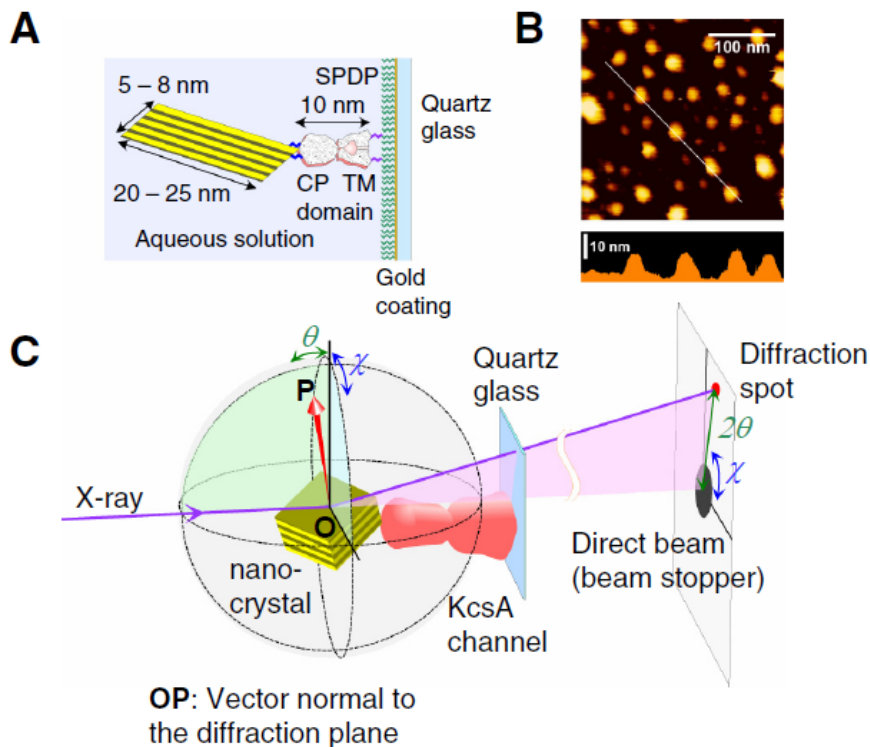 A
SPDP
5 – 8 nm
10 nm
Quartz
glass
20 – 25 nm
CP TM
domain
Aqueous solution
Gold
coating
B
100 nm
10 nm
C
θ
χ
P
Quartz
glass
Diffraction
spot
2θ
χ
X-ray
O
nano-
crystal
Direct beam
(beam stopper)
KcsA
channel
OP: Vector normal to
the diffraction plane